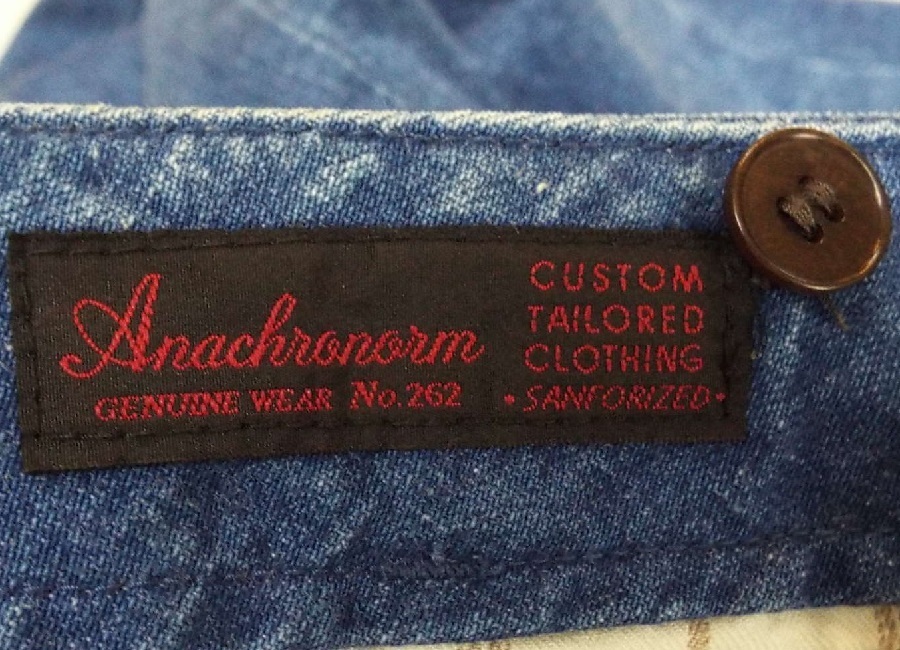 Anachronorm
GENUINE WEAR No.262
CUSTOM
TAILORED
CLOTHING
•SANFORIZED•